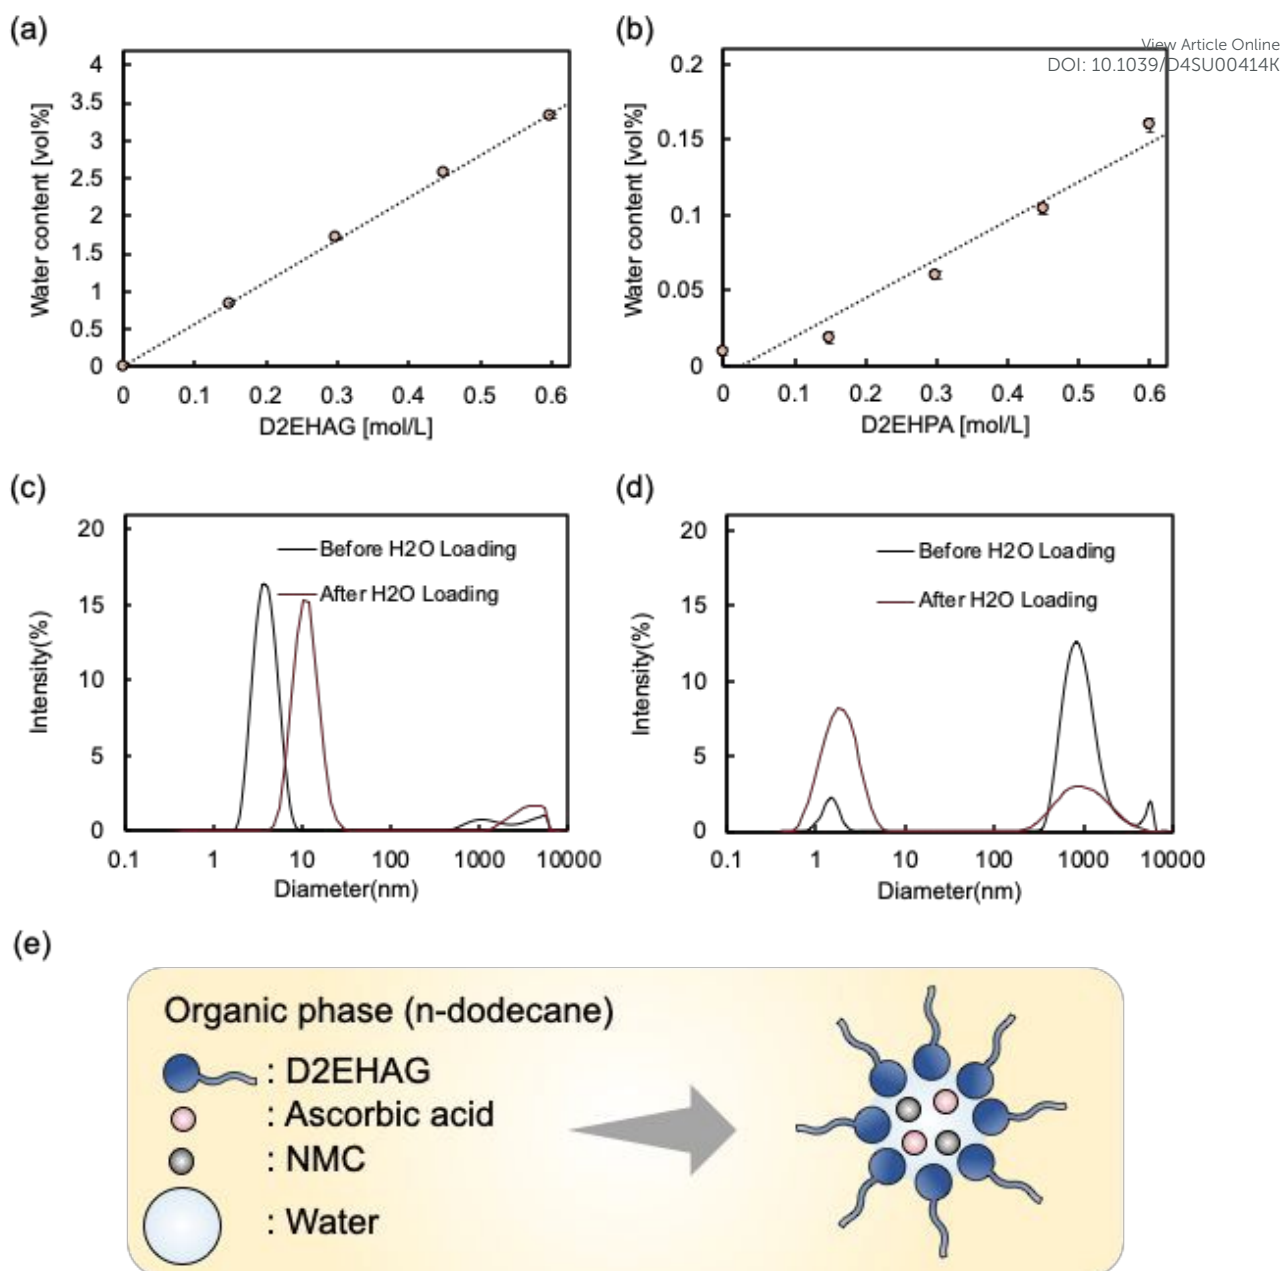 (a)
(b)
View Article Online
DOI: 10.1039/D4SU00414K
4
3.5
3
2.5
2
1.5
1
0.5
0
Water content [vol%]
0 0.1 0.2 0.3 0.4 0.5 0.6
D2EHAG [mol/L]
0.2
0.15
0.1
0.05
0
Water content [vol%]
0 0.1 0.2 0.3 0.4 0.5 0.6
D2EHPA [mol/L]
(c)
(d)
20
15
10
5
0
Intensity(%)
Before H2O Loading
After H2O Loading
0.1 1 10 100 1000 10000
Diameter(nm)
20
15
10
5
0
Intensity(%)
Before H2O Loading
After H2O Loading
0.1 1 10 100 1000 10000
Diameter(nm)
(e)
Organic phase (n-dodecane)
: D2EHAG
: Ascorbic acid
: NMC
: Water